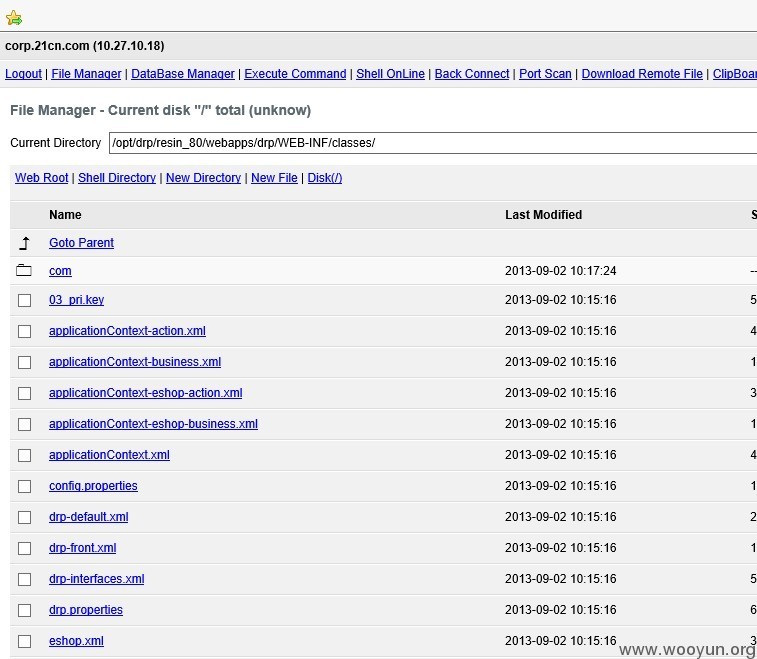 corp.21cn.com (10.27.10.18)
Logout | File Manager | DataBase Manager | Execute Command | Shell OnLine | Back Connect | Port Scan | Download Remote File | ClipBoar
File Manager - Current disk "/" total (unknow)
Current Directory /opt/drp/resin_80/webapps/drp/WEB-INF/classes/
Web Root | Shell Directory | New Directory | New File | Disk(/)
Name Last Modified S
Goto Parent
com 2013-09-02 10:17:24 --
03_pri.key 2013-09-02 10:15:16 5
applicationContext-action.xml 2013-09-02 10:15:16 4
applicationContext-business.xml 2013-09-02 10:15:16 1
applicationContext-eshop-action.xml 2013-09-02 10:15:16 3
applicationContext-eshop-business.xml 2013-09-02 10:15:16 1
applicationContext.xml 2013-09-02 10:15:16 4
config.properties 2013-09-02 10:15:16 1
drp-default.xml 2013-09-02 10:15:16 2
drp-front.xml 2013-09-02 10:15:16 1
drp-interfaces.xml 2013-09-02 10:15:16 5
drp.properties 2013-09-02 10:15:16 6
eshop.xml 2013-09-02 10:15:16 3
www.wooyun.org